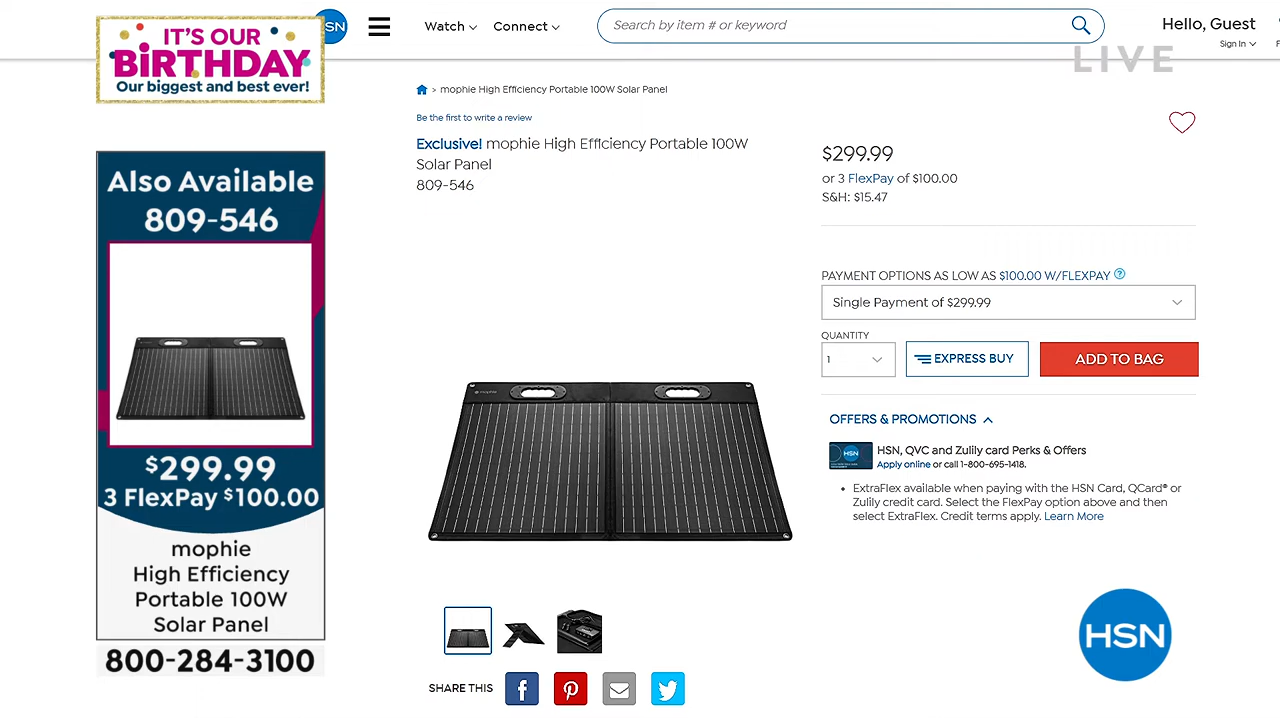 IT'S OUR
BiRTHDAY
Our biggest and best ever!
SN
Watch
Connect
Search by item # or keyword
Hello, Guest
Sign In
LIVE
> mophie High Efficiency Portable 100W Solar Panel
Be the first to write a review
Exclusive! mophie High Efficiency Portable 100W
Solar Panel
809-546
$299.99
or 3 FlexPay of $100.00
S&H: $15.47
PAYMENT OPTIONS AS LOW AS $100.00 W/FLEXPAY ?
Single Payment of $299.99
QUANTITY
1
EXPRESS BUY
ADD TO BAG
OFFERS & PROMOTIONS
HSN
HSN, QVC and Zulily card Perks & Offers
Apply online or call 1-800-695-1418.
• ExtraFlex available when paying with the HSN Card, QCard® or
Zulily credit card. Select the FlexPay option above and then
select ExtraFlex. Credit terms apply. Learn More
Also Available
809-546
$299.99
3 FlexPay $100.00
mophie
High Efficiency
Portable 100W
Solar Panel
800-284-3100
mophie
SHARE THIS
HSN